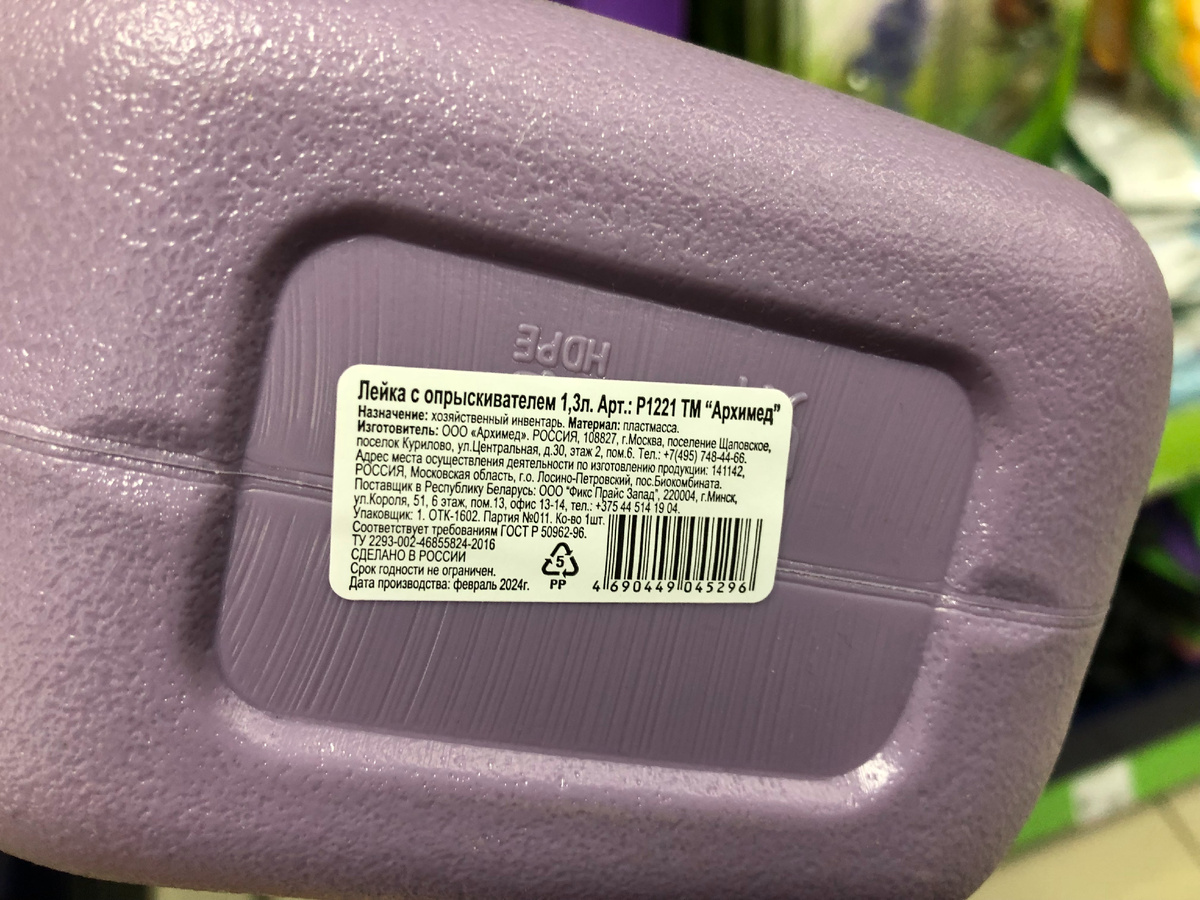 HDPE
Лейка с опрыскивателем 1,3л. Арт.: P1221 ТМ “Архимед”
Назначение: хозяйственный инвентарь. Материал: пластмасса.
Изготовитель: ООО «Архимед». РОССИЯ, 108827, г.Москва, поселение Щаповское,
поселок Курилово, ул.Центральная, д.30, этаж 2, пом.6. Тел.: +7(495) 748-44-66.
Адрес места осуществления деятельности по изготовлению продукции: 141142,
РОССИЯ, Московская область, г.о. Лосино-Петровский, пос.Биокомбината.
Поставщик в Республику Беларусь: ООО "Фикс Прайс Запад", 220004, г.Минск,
ул.Короля, 51, 6 этаж, пом.13, офис 13-14, тел.: +375 44 514 19 04.
Упаковщик: 1. ОТК-1602. Партия №011. Кол-во 1шт.
Соответствует требованиям ГОСТ Р 50962-96.
ТУ 2293-002-46855824-2016
СДЕЛАНО В РОССИИ
Срок годности не ограничен.
Дата производства: февраль 2024г.
5
PP
4 690449 045296